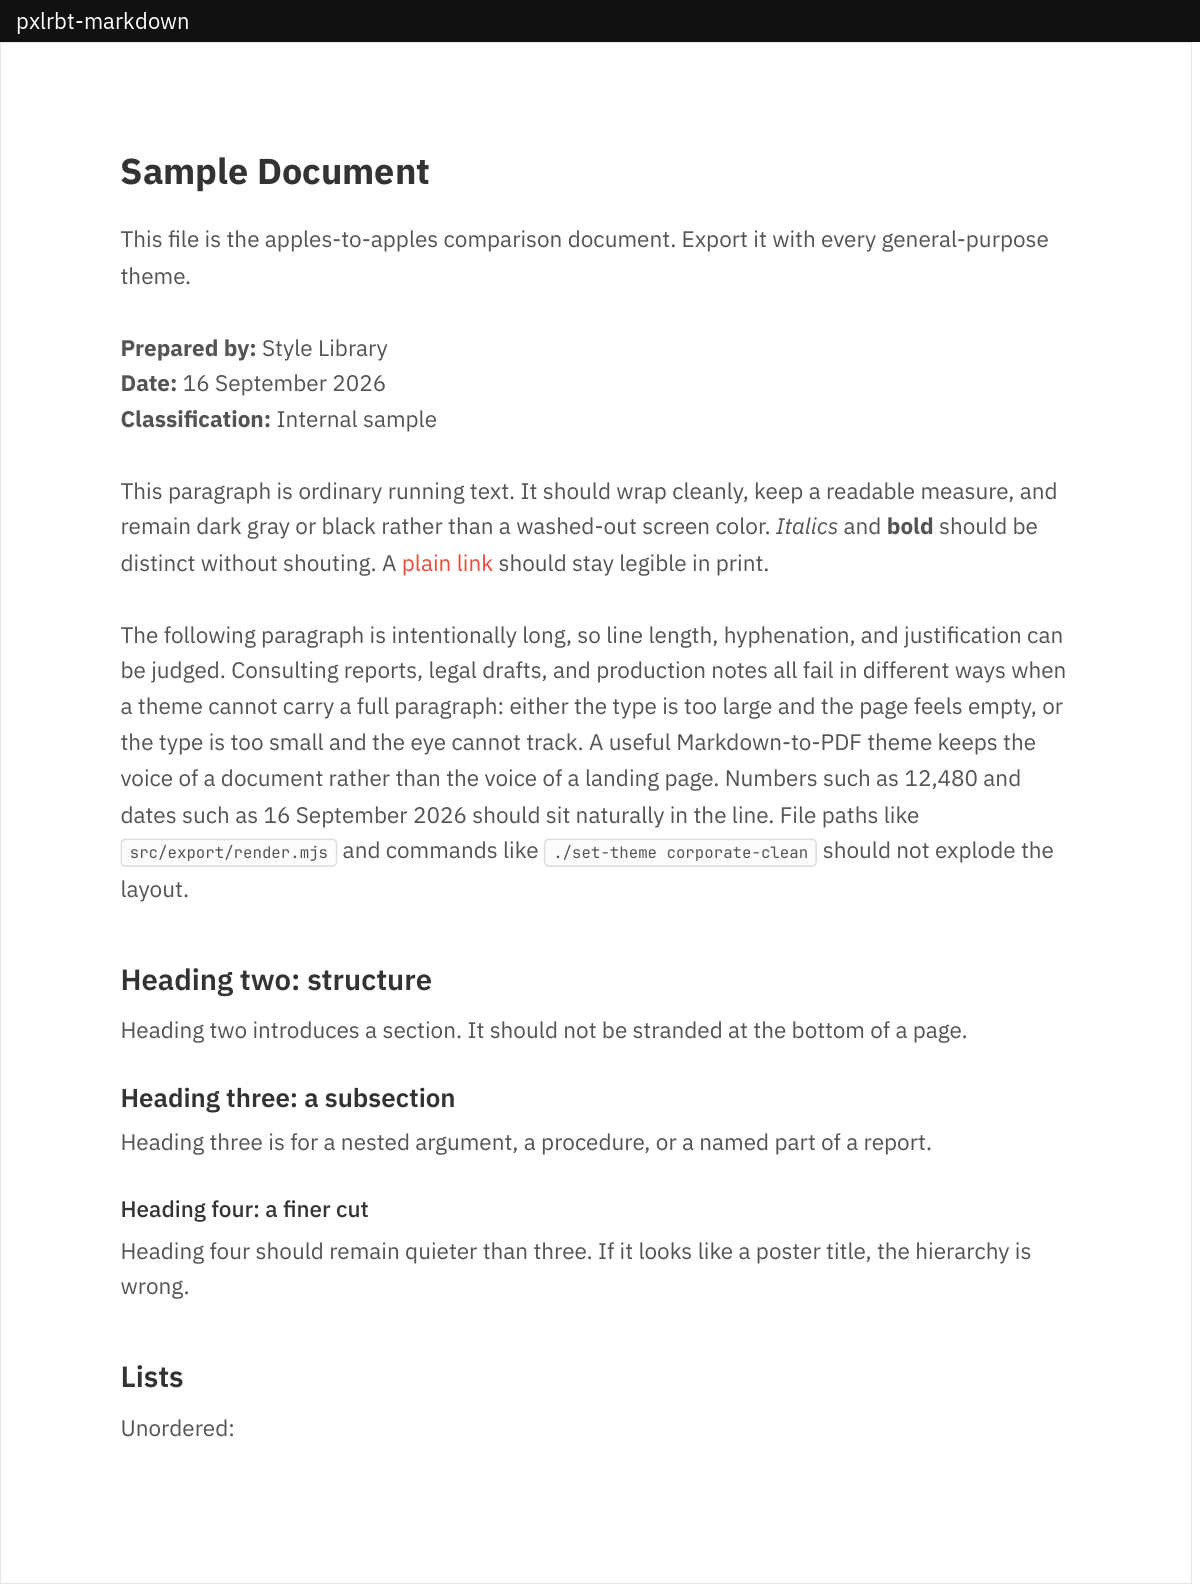 pxlrbt-markdown
Sample Document
This file is the apples-to-apples comparison document. Export it with every general-purpose
theme.
Prepared by: Style Library
Date: 16 September 2026
Classification: Internal sample
This paragraph is ordinary running text. It should wrap cleanly, keep a readable measure, and
remain dark gray or black rather than a washed-out screen color. Italics and bold should be
distinct without shouting. A plain link should stay legible in print.
The following paragraph is intentionally long, so line length, hyphenation, and justification can
be judged. Consulting reports, legal drafts, and production notes all fail in different ways when
a theme cannot carry a full paragraph: either the type is too large and the page feels empty, or
the type is too small and the eye cannot track. A useful Markdown-to-PDF theme keeps the
voice of a document rather than the voice of a landing page. Numbers such as 12,480 and
dates such as 16 September 2026 should sit naturally in the line. File paths like
src/export/render.mjs and commands like ./set-theme corporate-clean should not explode the
layout.
Heading two: structure
Heading two introduces a section. It should not be stranded at the bottom of a page.
Heading three: a subsection
Heading three is for a nested argument, a procedure, or a named part of a report.
Heading four: a finer cut
Heading four should remain quieter than three. If it looks like a poster title, the hierarchy is
wrong.
Lists
Unordered: